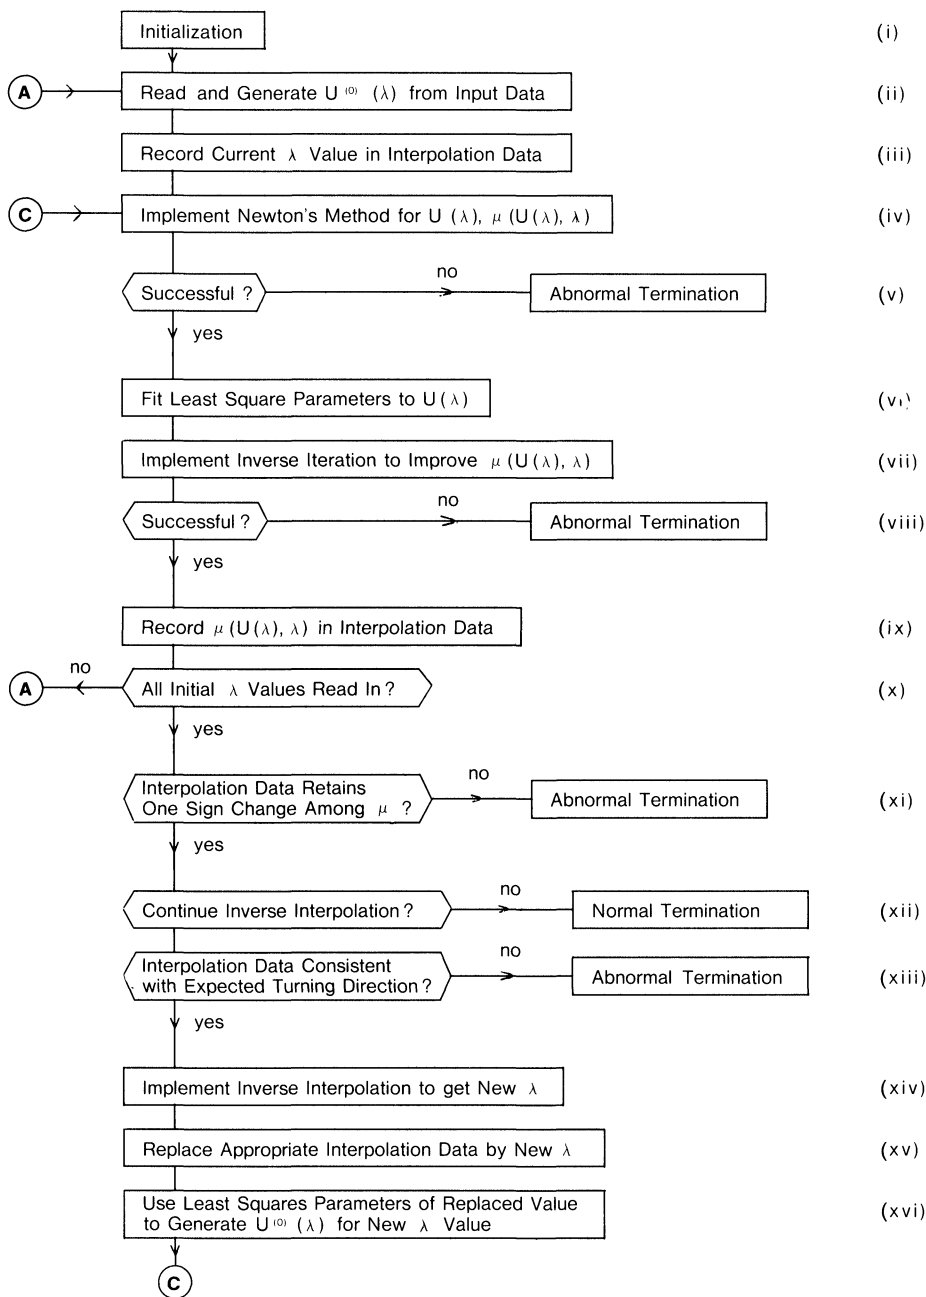 Initialization (i)
A Read and Generate U⁽⁰⁾ (λ) from Input Data (ii)
Record Current λ Value in Interpolation Data (iii)
C Implement Newton's Method for U (λ), μ (U(λ), λ) (iv)
no
Successful ? Abnormal Termination (v)
yes
Fit Least Square Parameters to U(λ) (vi)
Implement Inverse Iteration to Improve μ (U(λ), λ) (vii)
no
Successful ? Abnormal Termination (viii)
yes
Record μ (U(λ), λ) in Interpolation Data (ix)
no
A All Initial λ Values Read In ? (x)
yes
no
Interpolation Data Retains
One Sign Change Among μ ? Abnormal Termination (xi)
yes
no
Continue Inverse Interpolation ? Normal Termination (xii)
no
Interpolation Data Consistent
with Expected Turning Direction ? Abnormal Termination (xiii)
yes
Implement Inverse Interpolation to get New λ (xiv)
Replace Appropriate Interpolation Data by New λ (xv)
Use Least Squares Parameters of Replaced Value
to Generate U⁽⁰⁾ (λ) for New λ Value (xvi)
C